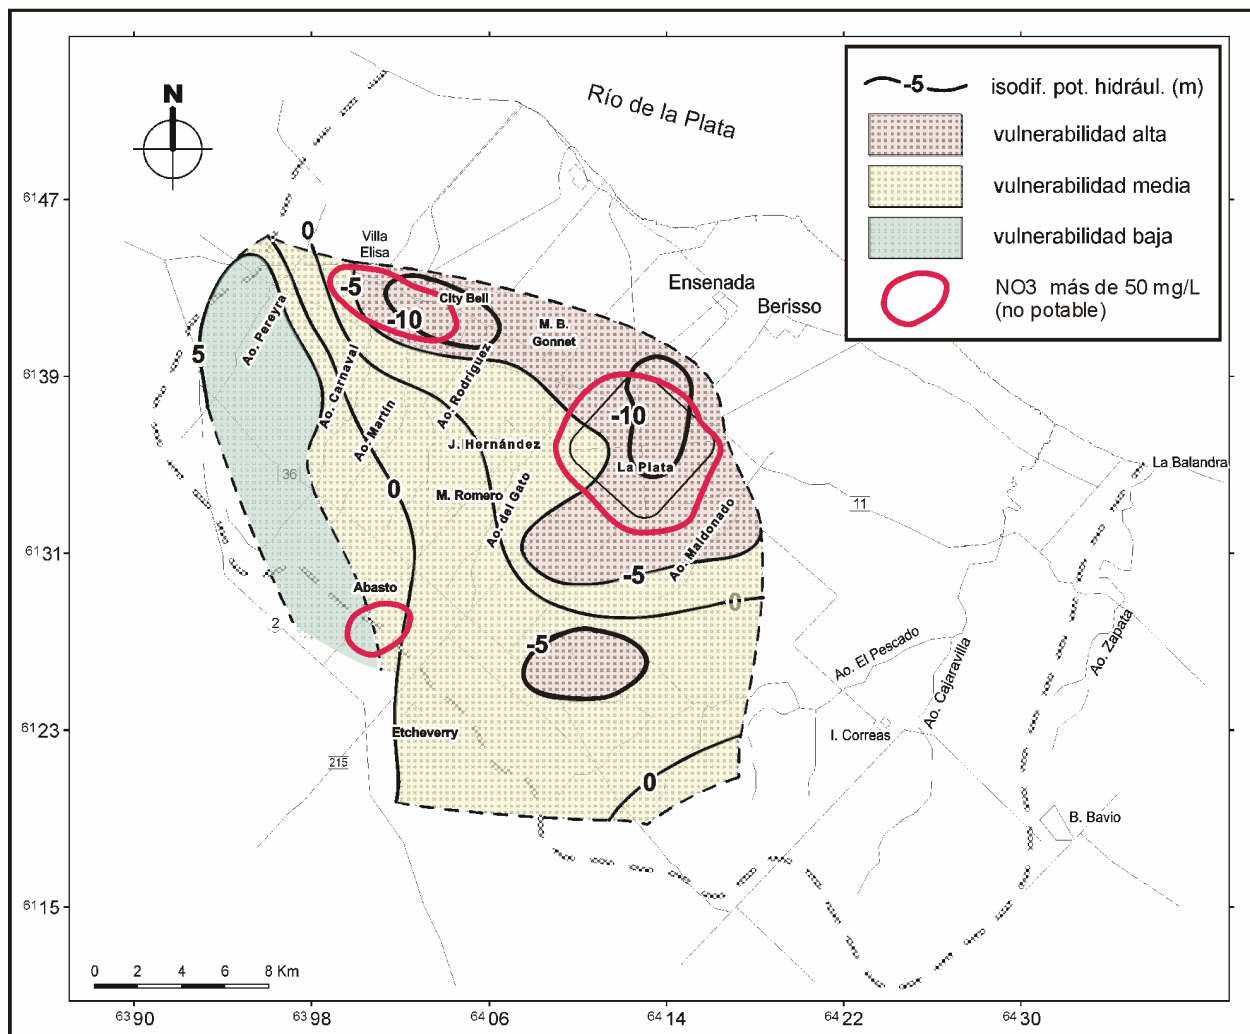 N
Río de la Plata
-5
isodif. pot. hidrául. (m)
vulnerabilidad alta
vulnerabilidad media
vulnerabilidad baja
NO3 más de 50 mg/L
(no potable)
6147
6139
6131
6123
6115
0
Villa
Elisa
-5
City Bell
-10
Ensenada
Berisso
M. B.
Gonnet
5
Ao. Pereyra
Ao. Carnaval
Ao. Martín
Ao. Rodríguez
-10
J. Hernández
La Plata
La Balandra
36
0
M. Romero
Ao. del Gato
11
Ao. Maldonado
-5
Abasto
0
2
-5
Ao. El Pescado
Ao. Cajaravilla
Ao. Zapata
Etcheverry
I. Correas
215
0
B. Bavio
0 2 4 6 8 Km
6390 6398 6406 6414 6422 6430